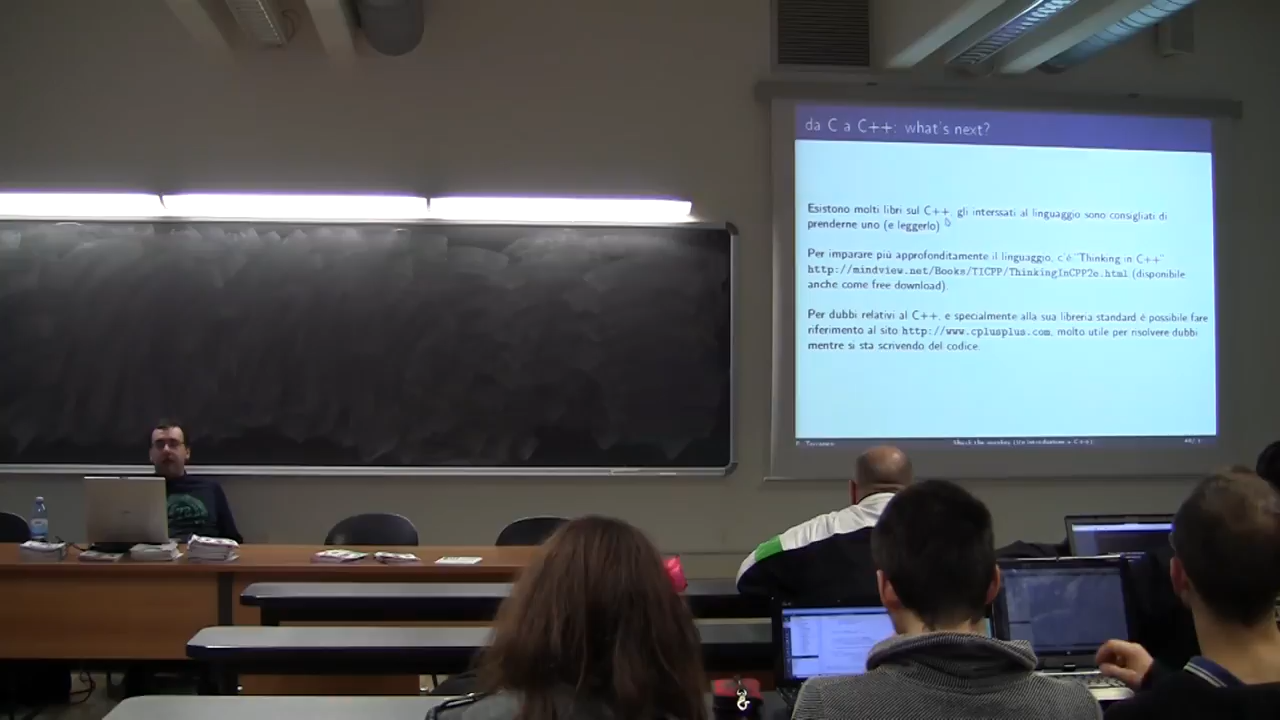 da C a C++: what's next?
Esistono molti libri sul C++, gli interssati al linguaggio sono consigliati di
prenderne uno (e leggerlo)
Per imparare più approfonditamente il linguaggio, c'è "Thinking in C++"
http://mindview.net/Books/TICPP/ThinkingInCPP2e.html (disponibile
anche come free download).
Per dubbi relativi al C++, e specialmente alla sua libreria standard è possibile fare
riferimento al sito http://www.cplusplus.com, molto utile per risolvere dubbi
mentre si sta scrivendo del codice.
(Un introduzione a C++)